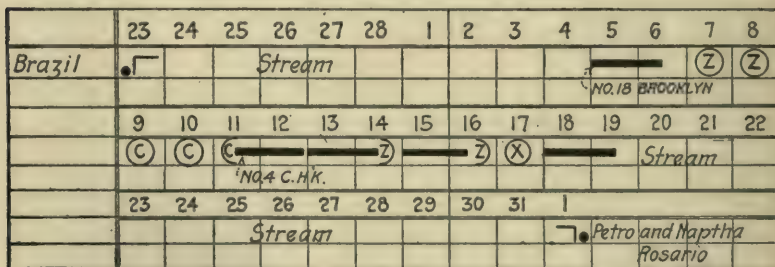 23 24 25 26 27 28 1 2 3 4 5 6 7 8
Brazil Stream Z Z
NO.18 BROOKLYN
9 10 11 12 13 14 15 16 17 18 19 20 21 22
C C C Z Z X Stream
NO.4 C.H.K.
23 24 25 26 27 28 29 30 31 1
Stream Petro and Naptha
Rosario